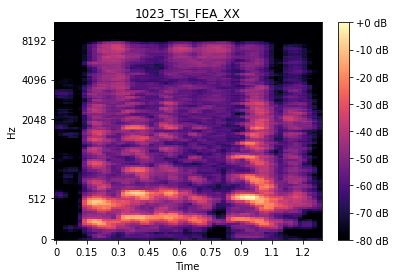 1023_TSI_FEA_XX
+0 dB
8192
-10 dB
4096
-20 dB
-30 dB
2048
Hz
-40 dB
1024
-50 dB
512
-60 dB
-70 dB
0
-80 dB
0 0.15 0.3 0.45 0.6 0.75 0.9 1.1 1.2
Time